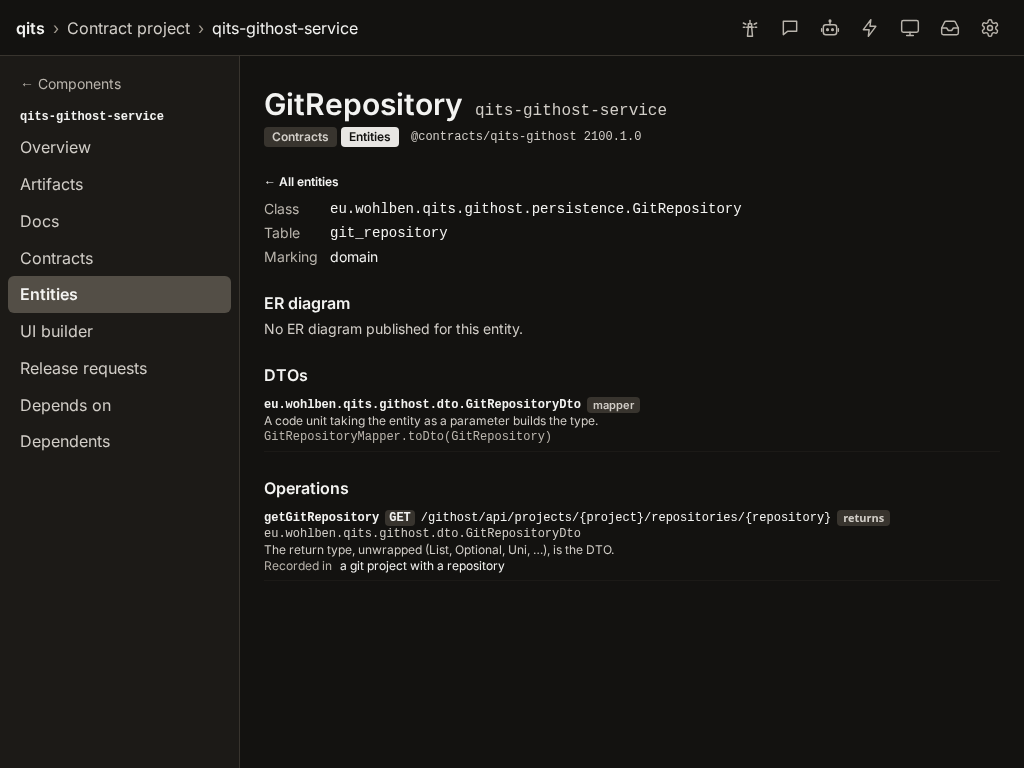 qits › Contract project › qits-githost-service
← Components
qits-githost-service
Overview
Artifacts
Docs
Contracts
Entities
UI builder
Release requests
Depends on
Dependents
GitRepository qits-githost-service
Contracts Entities @contracts/qits-githost 2100.1.0
← All entities
Class eu.wohlben.qits.githost.persistence.GitRepository
Table git_repository
Marking domain
ER diagram
No ER diagram published for this entity.
DTOs
eu.wohlben.qits.githost.dto.GitRepositoryDto mapper
A code unit taking the entity as a parameter builds the type.
GitRepositoryMapper.toDto(GitRepository)
Operations
getGitRepository GET /githost/api/projects/{project}/repositories/{repository} returns
eu.wohlben.qits.githost.dto.GitRepositoryDto
The return type, unwrapped (List, Optional, Uni, …), is the DTO.
Recorded in a git project with a repository